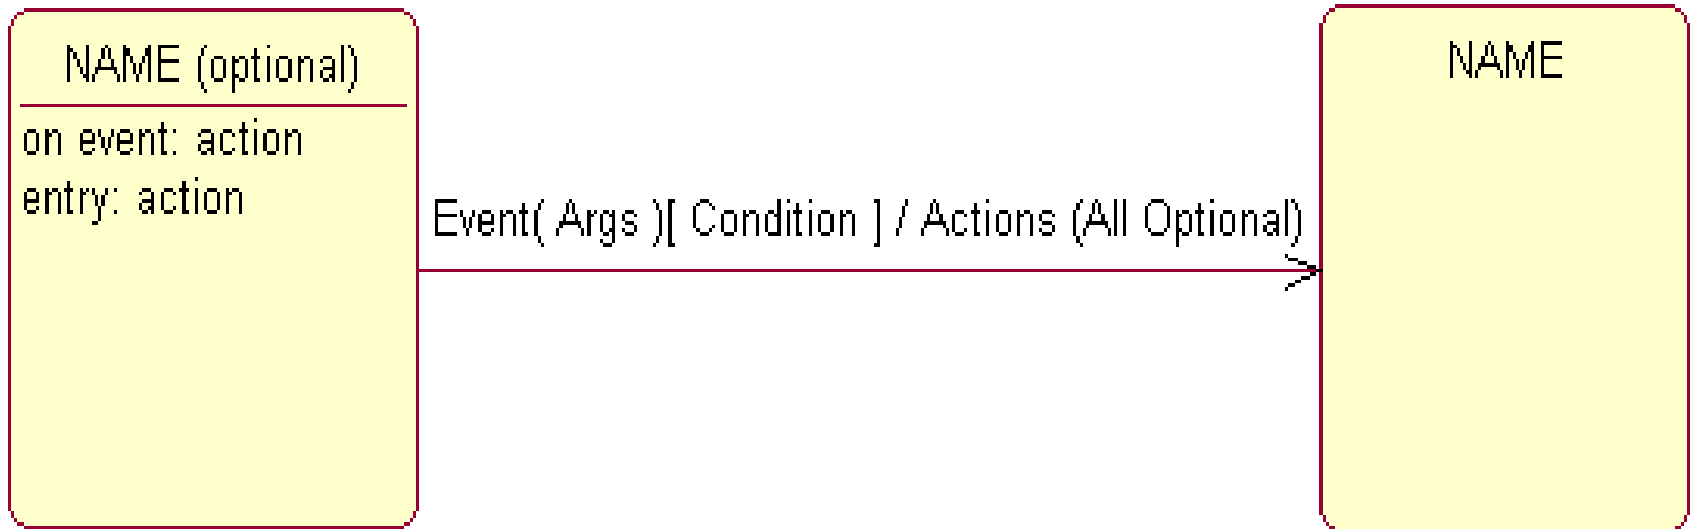 NAME (optional)
on event: action
entry: action
Event( Args )[ Condition ] / Actions (All Optional)
NAME